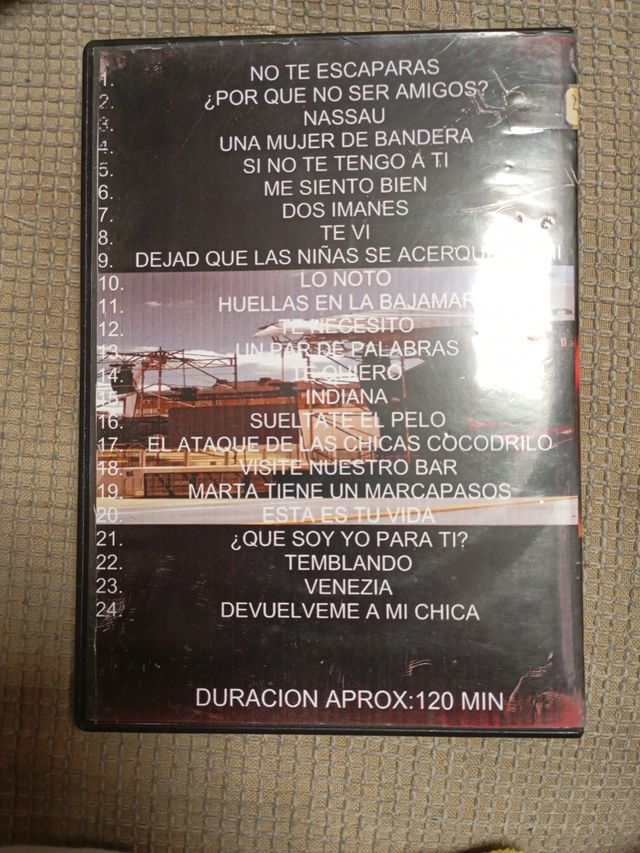 1. NO TE ESCAPARAS
2. ¿POR QUE NO SER AMIGOS?
3. NASSAU
4. UNA MUJER DE BANDERA
5. SI NO TE TENGO A TI
6. ME SIENTO BIEN
7. DOS IMANES
8. TE VI
9. DEJAD QUE LAS NIÑAS SE
10. LO NOTO
11. HUELLAS EN LA BAJAMAR
12. TE NECESITO
13. UN PAR DE PALABRAS
14. TE QUIERO
15. INDIANA
16. SUELTATE EL PELO
17. EL ATAQUE DE LAS CHICAS COCODRILO
18. VISITE NUESTRO BAR
19. MARTA TIENE UN MARCAPASOS
20. ESTA ES TU VIDA
21. ¿QUE SOY YO PARA TI?
22. TEMBLANDO
23. VENEZIA
24. DEVUELVEME A MI CHICA
DURACION APROX:120 MIN